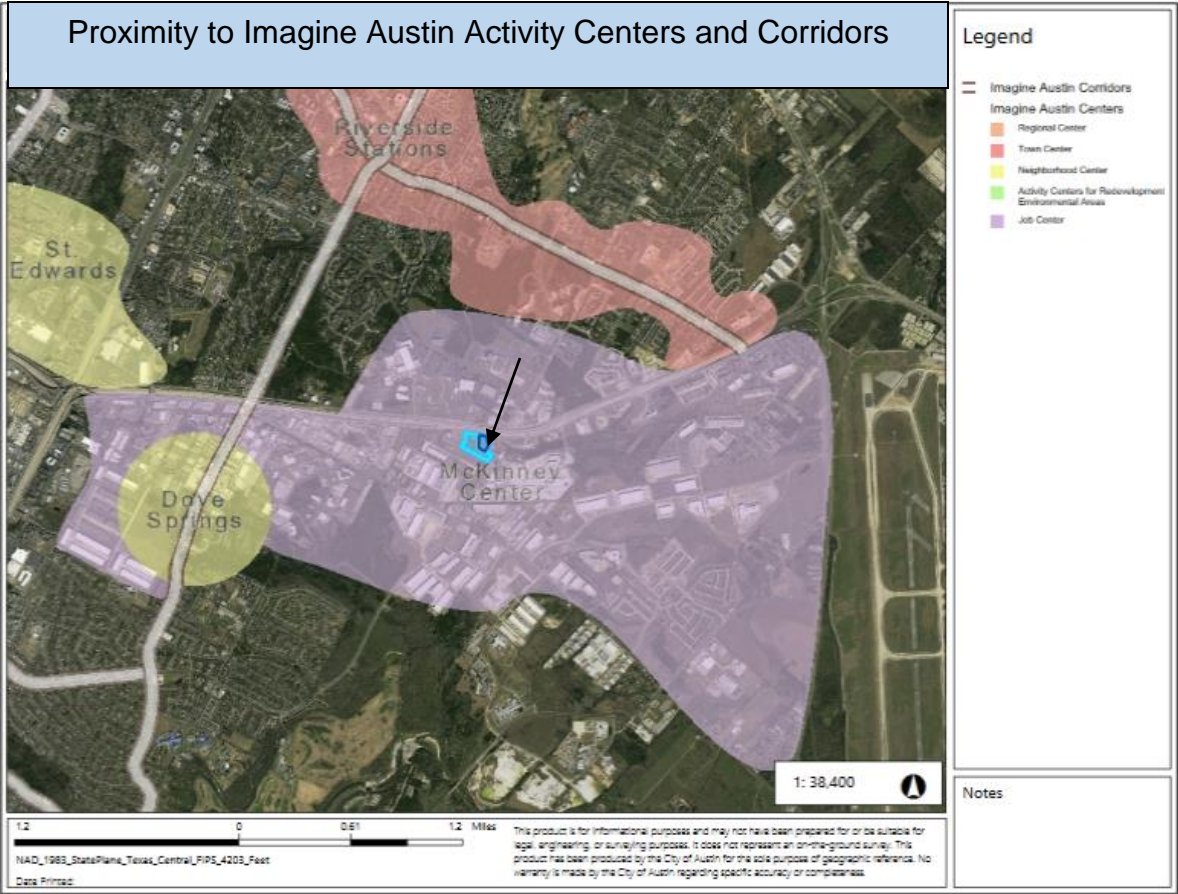 Proximity to Imagine Austin Activity Centers and Corridors
Riverside
Stations
St.
Edwards
McKinney
Center
Dove
Springs
1: 38,400
Legend
Imagine Austin Corridors
Imagine Austin Centers
Regional Center
Town Center
Neighborhood Center
Activity Centers for Redevelopment
Environmental Areas
Job Center
Notes
1.2 0 0.61 1.2 Miles
NAD_1983_StatePlane_Texas_Central_FIPS_4203_Feet
Date Printed:
This product is for informational purposes and may not have been prepared for or be suitable for
legal, engineering, or surveying purposes. It does not represent an on-the-ground survey. This
product has been produced by the City of Austin for the sole purpose of geographic reference. No
warranty is made by the City of Austin regarding specific accuracy or completeness.